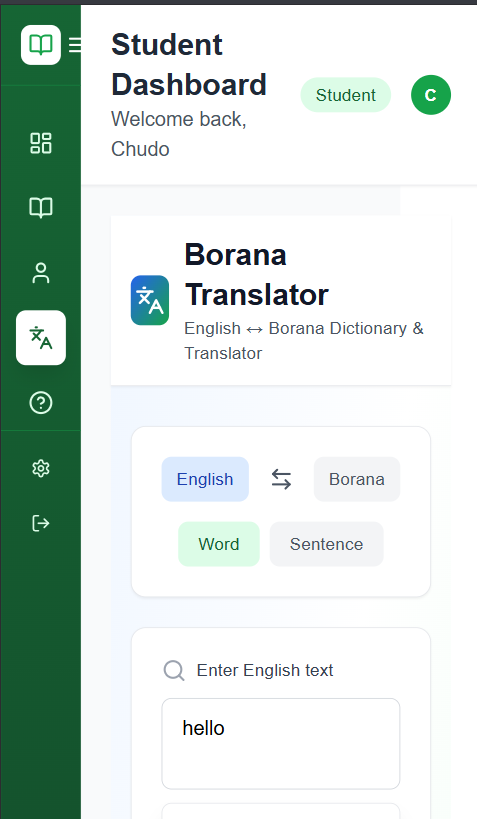 Student
Dashboard
Welcome back,
Chudo
Student
C
Borana
Translator
English ↔ Borana Dictionary &
Translator
English
Borana
Word
Sentence
Enter English text
hello